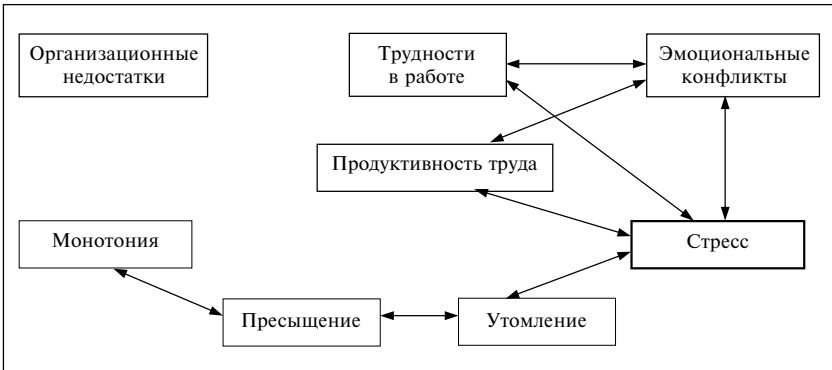 Организационные
недостатки
Трудности
в работе
Эмоциональные
конфликты
Продуктивность труда
Монотония
Стресс
Пресыщение
Утомление